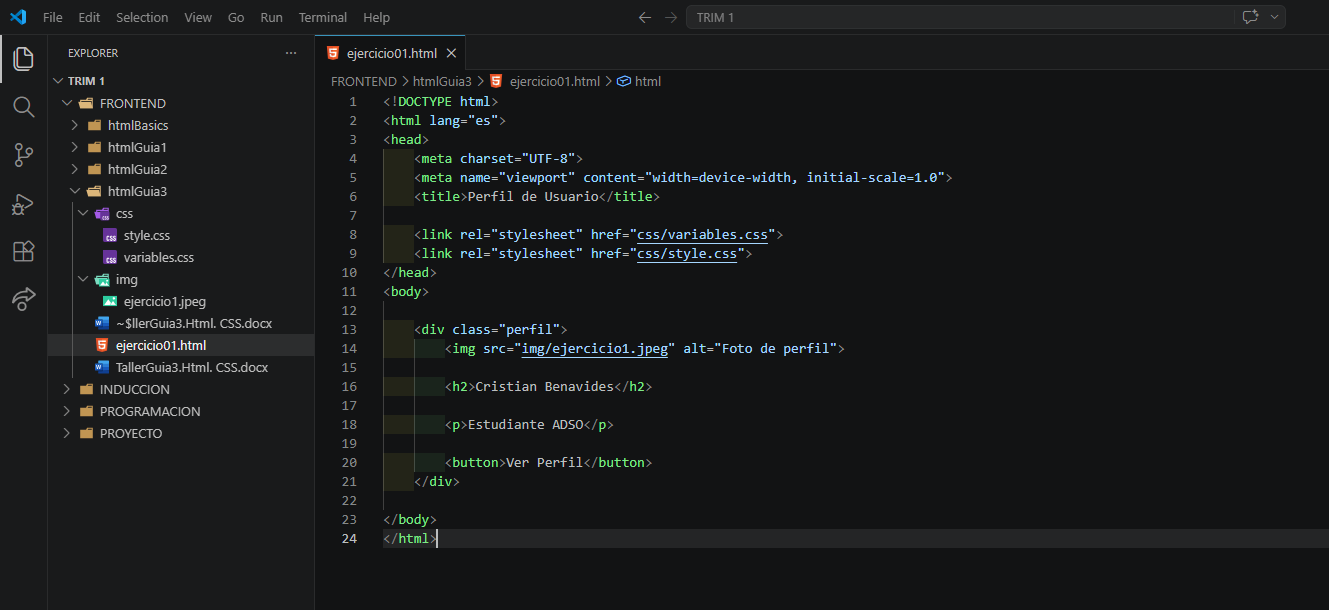 File Edit Selection View Go Run Terminal Help
TRIM 1
EXPLORER
TRIM 1
FRONTEND
htmlBasics
htmlGuia1
htmlGuia2
htmlGuia3
css
style.css
variables.css
img
ejercicio1.jpeg
~$llerGuia3.Html. CSS.docx
ejercicio01.html
TallerGuia3.Html. CSS.docx
INDUCCION
PROGRAMACION
PROYECTO
ejercicio01.html
FRONTEND > htmlGuia3 > ejercicio01.html > html
1 <!DOCTYPE html>
2 <html lang="es">
3 <head>
4 <meta charset="UTF-8">
5 <meta name="viewport" content="width=device-width, initial-scale=1.0">
6 <title>Perfil de Usuario</title>
7
8 <link rel="stylesheet" href="css/variables.css">
9 <link rel="stylesheet" href="css/style.css">
10 </head>
11 <body>
12
13 <div class="perfil">
14 <img src="img/ejercicio1.jpeg" alt="Foto de perfil">
15
16 <h2>Cristian Benavides</h2>
17
18 <p>Estudiante ADSO</p>
19
20 <button>Ver Perfil</button>
21 </div>
22
23 </body>
24 </html>